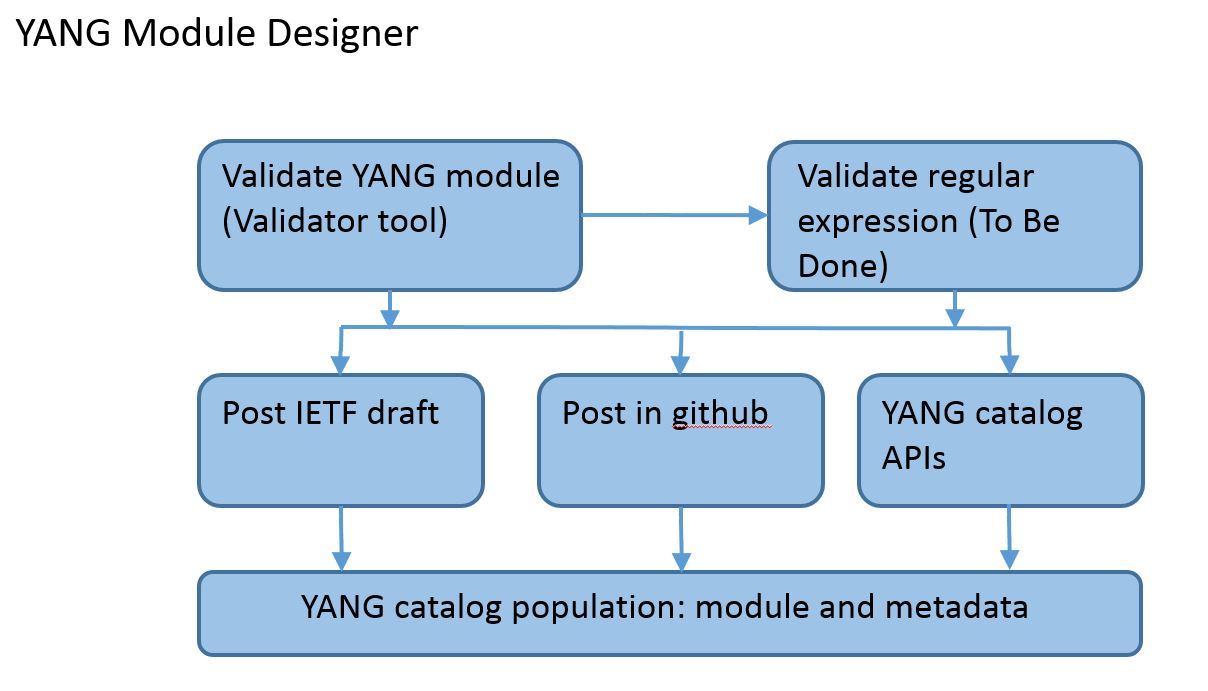 YANG Module Designer
Validate YANG module
(Validator tool)
Validate regular
expression (To Be
Done)
Post IETF draft
Post in github
YANG catalog
APIs
YANG catalog population: module and metadata